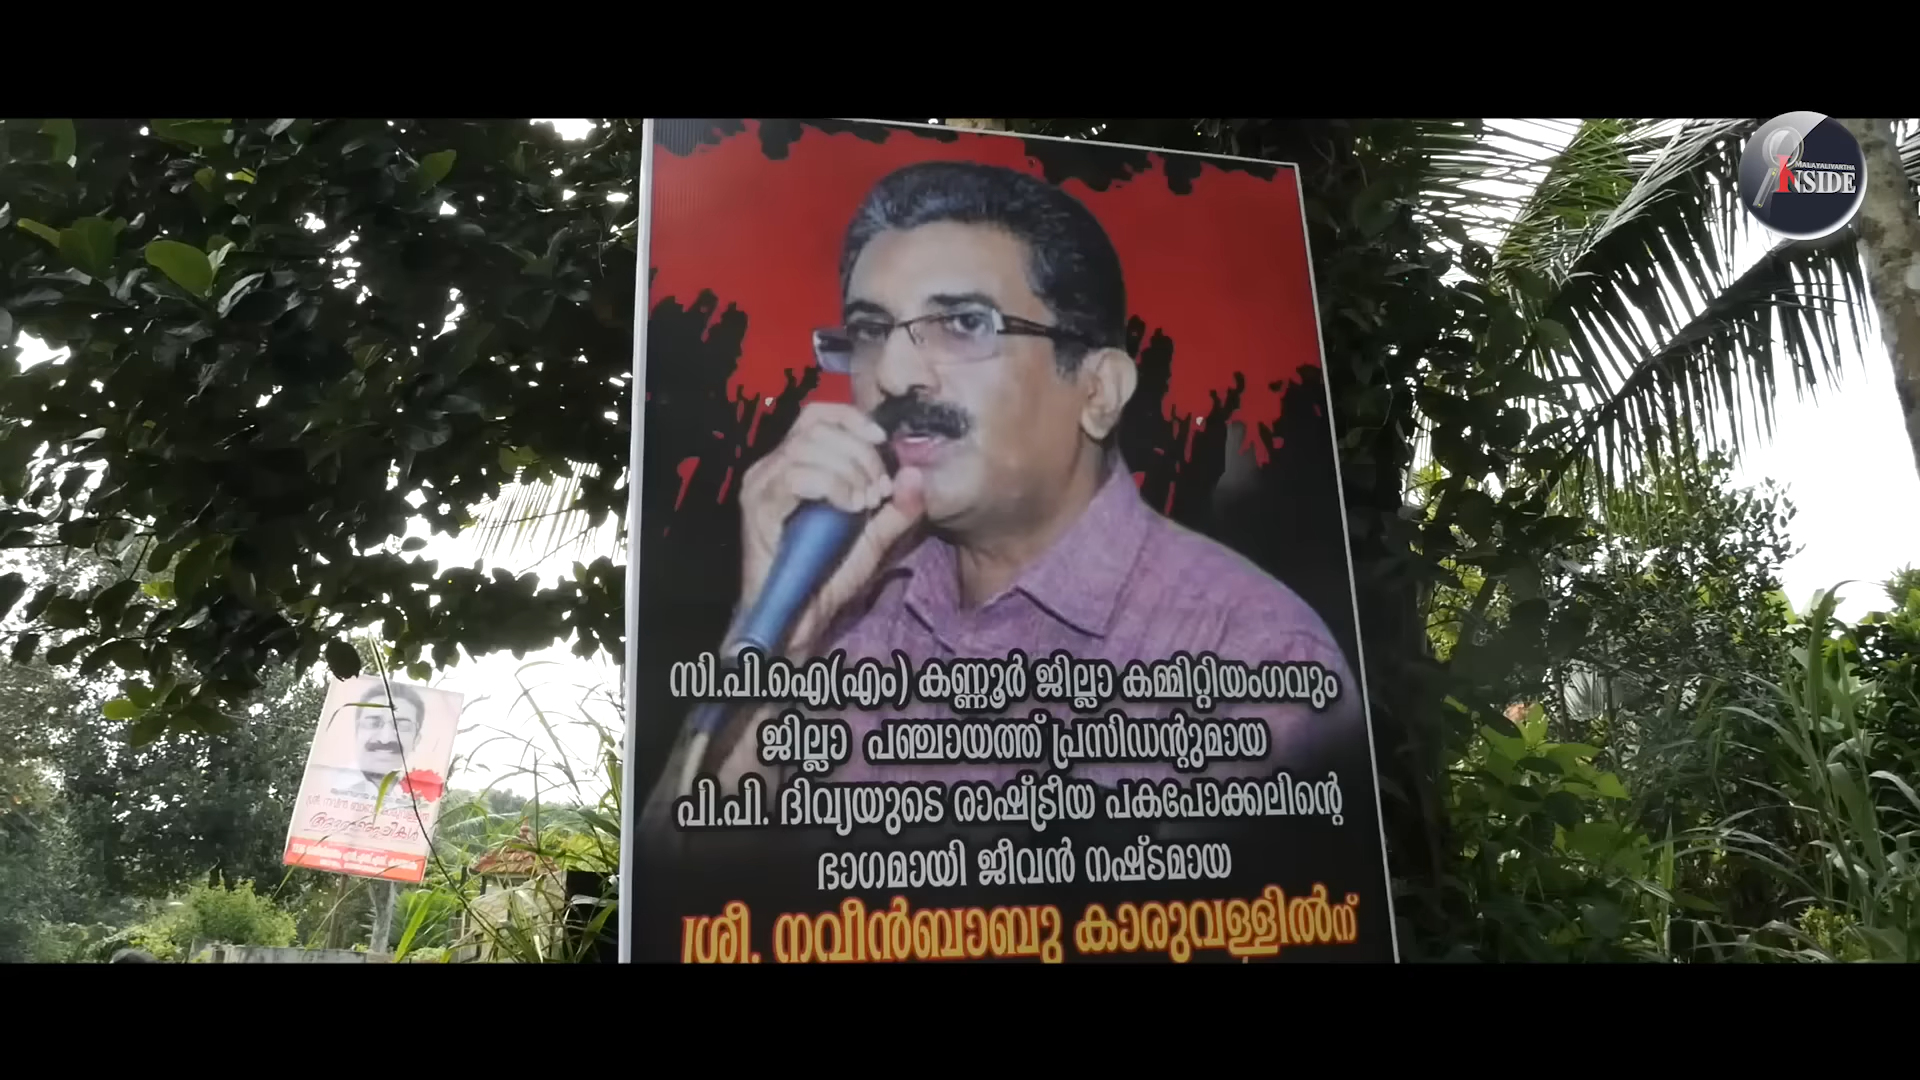 MALAYALIVARTHA
INSIDE
സി.പി.ഐ(എം) കണ്ണൂർ ജില്ലാ കമ്മിറ്റിയംഗവും
ജില്ലാ പഞ്ചായത്ത് പ്രസിഡന്റുമായ
പി.പി. ദിവ്യയുടെ രാഷ്ട്രീയ പകപോക്കലിന്റെ
ഭാഗമായി ജീവൻ നഷ്ടമായ
ശ്രീ. നവീൻബാബു കാരുവള്ളിൽന്